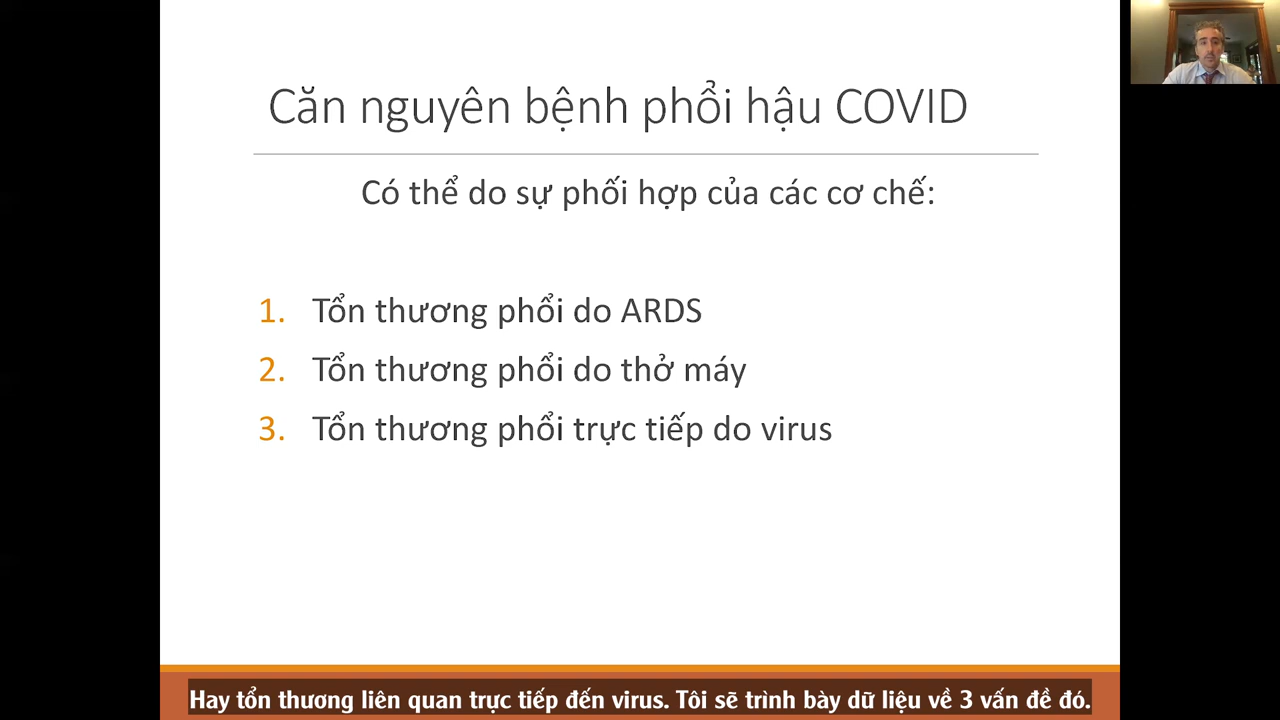 Căn nguyên bệnh phổi hậu COVID
Có thể do sự phối hợp của các cơ chế:
1. Tổn thương phổi do ARDS
2. Tổn thương phổi do thở máy
3. Tổn thương phổi trực tiếp do virus
Hay tổn thương liên quan trực tiếp đến virus. Tôi sẽ trình bày dữ liệu về 3 vấn đề đó.